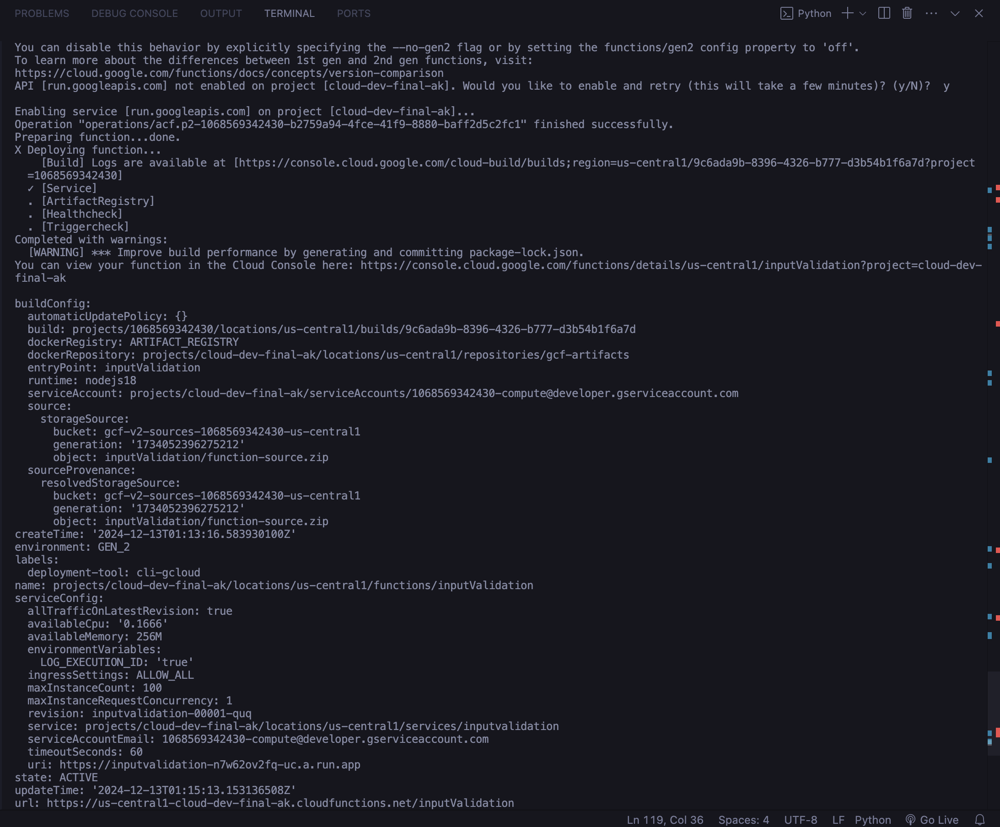 PROBLEMS DEBUG CONSOLE OUTPUT TERMINAL PORTS Python
You can disable this behavior by explicitly specifying the --no-gen2 flag or by setting the functions/gen2 config property to 'off'.
To learn more about the differences between 1st gen and 2nd gen functions, visit:
https://cloud.google.com/functions/docs/concepts/version-comparison
API [run.googleapis.com] not enabled on project [cloud-dev-final-ak]. Would you like to enable and retry (this will take a few minutes)? (y/N)?  y
Enabling service [run.googleapis.com] on project [cloud-dev-final-ak]...
Operation "operations/acf.p2-1068569342430-b2759a94-4fce-41f9-8880-baff2d5c2fc1" finished successfully.
Preparing function...done.
X Deploying function...
[Build] Logs are available at [https://console.cloud.google.com/cloud-build/builds;region=us-central1/9c6ada9b-8396-4326-b777-d3b54b1f6a7d?project
=1068569342430]
✓ [Service]
. [ArtifactRegistry]
. [Healthcheck]
. [Triggercheck]
Completed with warnings:
[WARNING] *** Improve build performance by generating and committing package-lock.json.
You can view your function in the Cloud Console here: https://console.cloud.google.com/functions/details/us-central1/inputValidation?project=cloud-dev-
final-ak
buildConfig:
automaticUpdatePolicy: {}
build: projects/1068569342430/locations/us-central1/builds/9c6ada9b-8396-4326-b777-d3b54b1f6a7d
dockerRegistry: ARTIFACT_REGISTRY
dockerRepository: projects/cloud-dev-final-ak/locations/us-central1/repositories/gcf-artifacts
entryPoint: inputValidation
runtime: nodejs18
serviceAccount: projects/cloud-dev-final-ak/serviceAccounts/1068569342430-compute@developer.gserviceaccount.com
source:
storageSource:
bucket: gcf-v2-sources-1068569342430-us-central1
generation: '1734052396275212'
object: inputValidation/function-source.zip
sourceProvenance:
resolvedStorageSource:
bucket: gcf-v2-sources-1068569342430-us-central1
generation: '1734052396275212'
object: inputValidation/function-source.zip
createTime: '2024-12-13T01:13:16.583930100Z'
environment: GEN_2
labels:
deployment-tool: cli-gcloud
name: projects/cloud-dev-final-ak/locations/us-central1/functions/inputValidation
serviceConfig:
allTrafficOnLatestRevision: true
availableCpu: '0.1666'
availableMemory: 256M
environmentVariables:
LOG_EXECUTION_ID: 'true'
ingressSettings: ALLOW_ALL
maxInstanceCount: 100
maxInstanceRequestConcurrency: 1
revision: inputvalidation-00001-quq
service: projects/cloud-dev-final-ak/locations/us-central1/services/inputvalidation
serviceAccountEmail: 1068569342430-compute@developer.gserviceaccount.com
timeoutSeconds: 60
uri: https://inputvalidation-n7w62ov2fq-uc.a.run.app
state: ACTIVE
updateTime: '2024-12-13T01:15:13.153136508Z'
url: https://us-central1-cloud-dev-final-ak.cloudfunctions.net/inputValidation
Ln 119, Col 36 Spaces: 4 UTF-8 LF Python Go Live